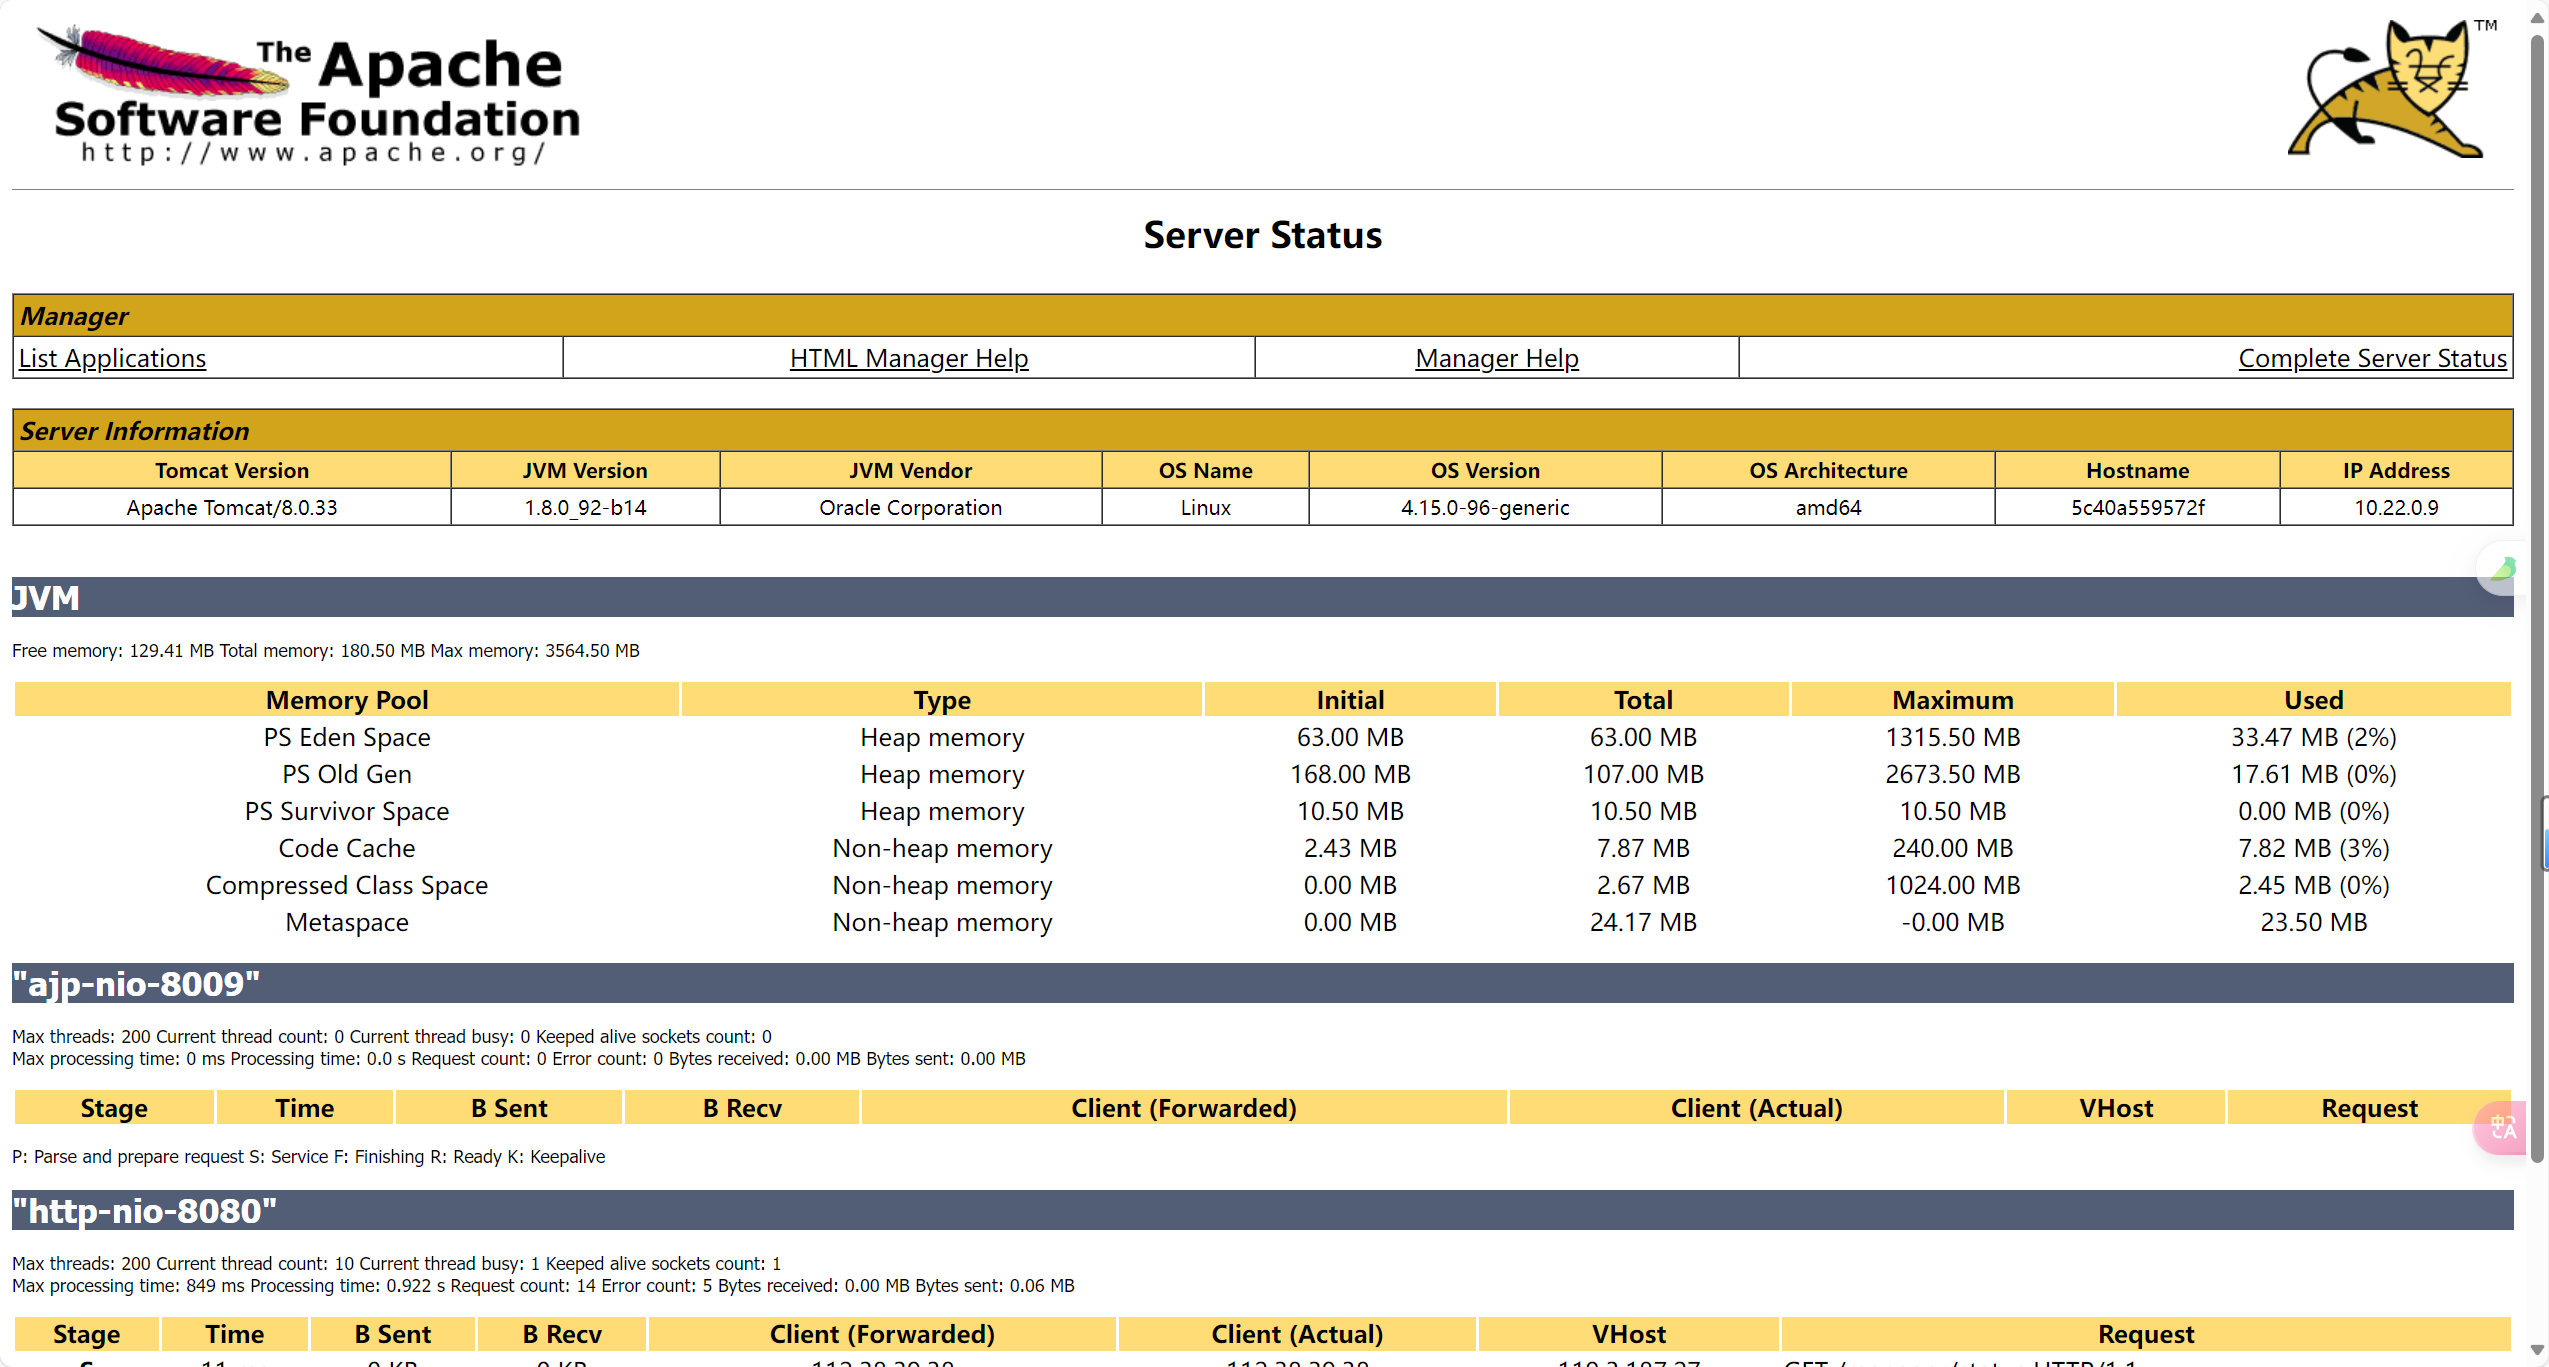 The Apache
Software Foundation
http://www.apache.org/
TM
Server Status
Manager
List Applications HTML Manager Help Manager Help Complete Server Status
Server Information
Tomcat Version JVM Version JVM Vendor OS Name OS Version OS Architecture Hostname IP Address
Apache Tomcat/8.0.33 1.8.0_92-b14 Oracle Corporation Linux 4.15.0-96-generic amd64 5c40a559572f 10.22.0.9
JVM
Free memory: 129.41 MB Total memory: 180.50 MB Max memory: 3564.50 MB
Memory Pool Type Initial Total Maximum Used
PS Eden Space Heap memory 63.00 MB 63.00 MB 1315.50 MB 33.47 MB (2%)
PS Old Gen Heap memory 168.00 MB 107.00 MB 2673.50 MB 17.61 MB (0%)
PS Survivor Space Heap memory 10.50 MB 10.50 MB 10.50 MB 0.00 MB (0%)
Code Cache Non-heap memory 2.43 MB 7.87 MB 240.00 MB 7.82 MB (3%)
Compressed Class Space Non-heap memory 0.00 MB 2.67 MB 1024.00 MB 2.45 MB (0%)
Metaspace Non-heap memory 0.00 MB 24.17 MB -0.00 MB 23.50 MB
"ajp-nio-8009"
Max threads: 200 Current thread count: 0 Current thread busy: 0 Keeped alive sockets count: 0
Max processing time: 0 ms Processing time: 0.0 s Request count: 0 Error count: 0 Bytes received: 0.00 MB Bytes sent: 0.00 MB
Stage Time B Sent B Recv Client (Forwarded) Client (Actual) VHost Request
中A
P: Parse and prepare request S: Service F: Finishing R: Ready K: Keepalive
"http-nio-8080"
Max threads: 200 Current thread count: 10 Current thread busy: 1 Keeped alive sockets count: 1
Max processing time: 849 ms Processing time: 0.922 s Request count: 14 Error count: 5 Bytes received: 0.00 MB Bytes sent: 0.06 MB
Stage Time B Sent B Recv Client (Forwarded) Client (Actual) VHost Request